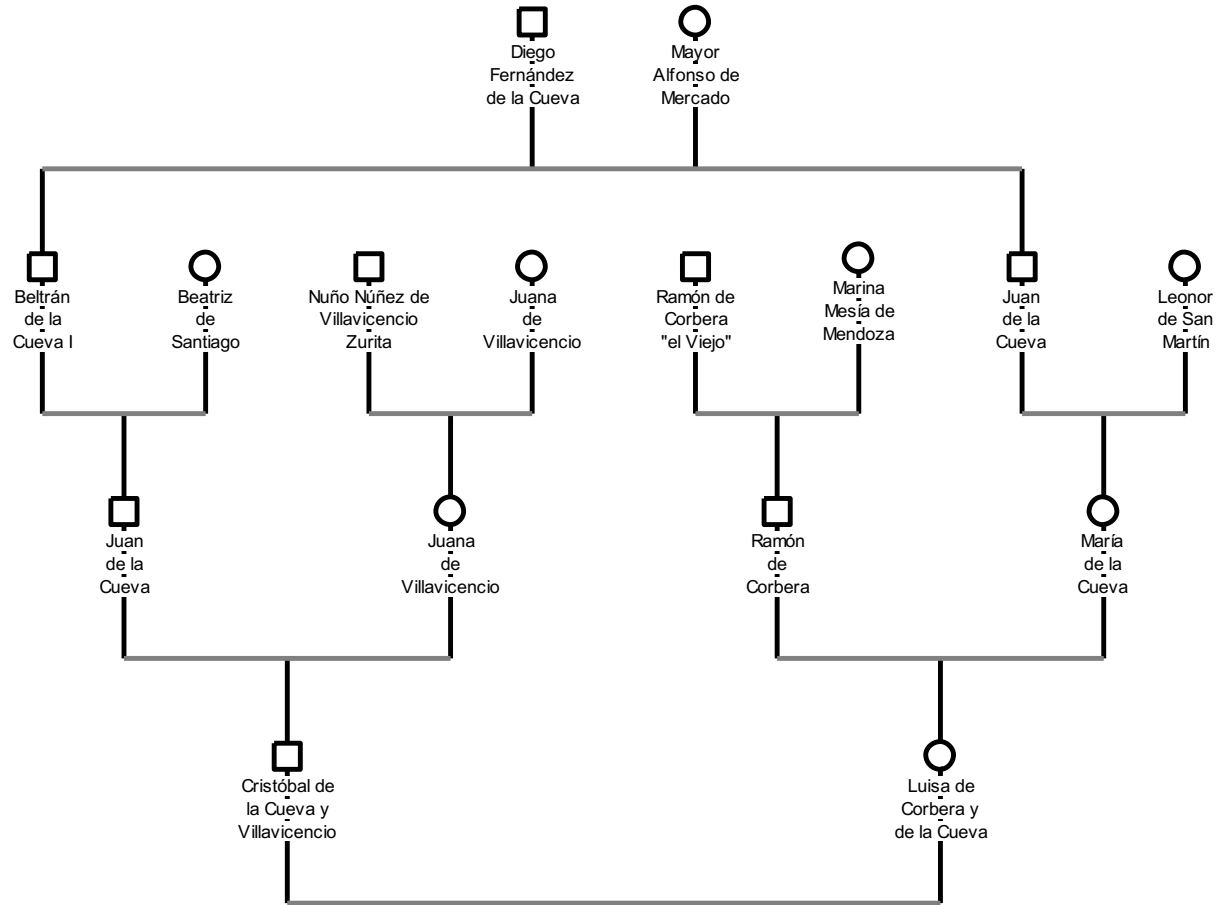 Diego
Fernández
de la Cueva
Mayor
Alfonso de
Mercado
Beltrán
de la
Cueva I
Beatriz
de
Santiago
Nuño Núñez de
Villavicencio
Zurita
Juana
de
Villavicencio
Ramón de
Corbera
"el Viejo"
Marina
Mesía de
Mendoza
Juan
de la
Cueva
Leonor
de San
Martín
Juan
de la
Cueva
Juana
de
Villavicencio
Ramón
de
Corbera
María
de la
Cueva
Cristóbal de
la Cueva y
Villavicencio
Luisa de
Corbera y
de la Cueva